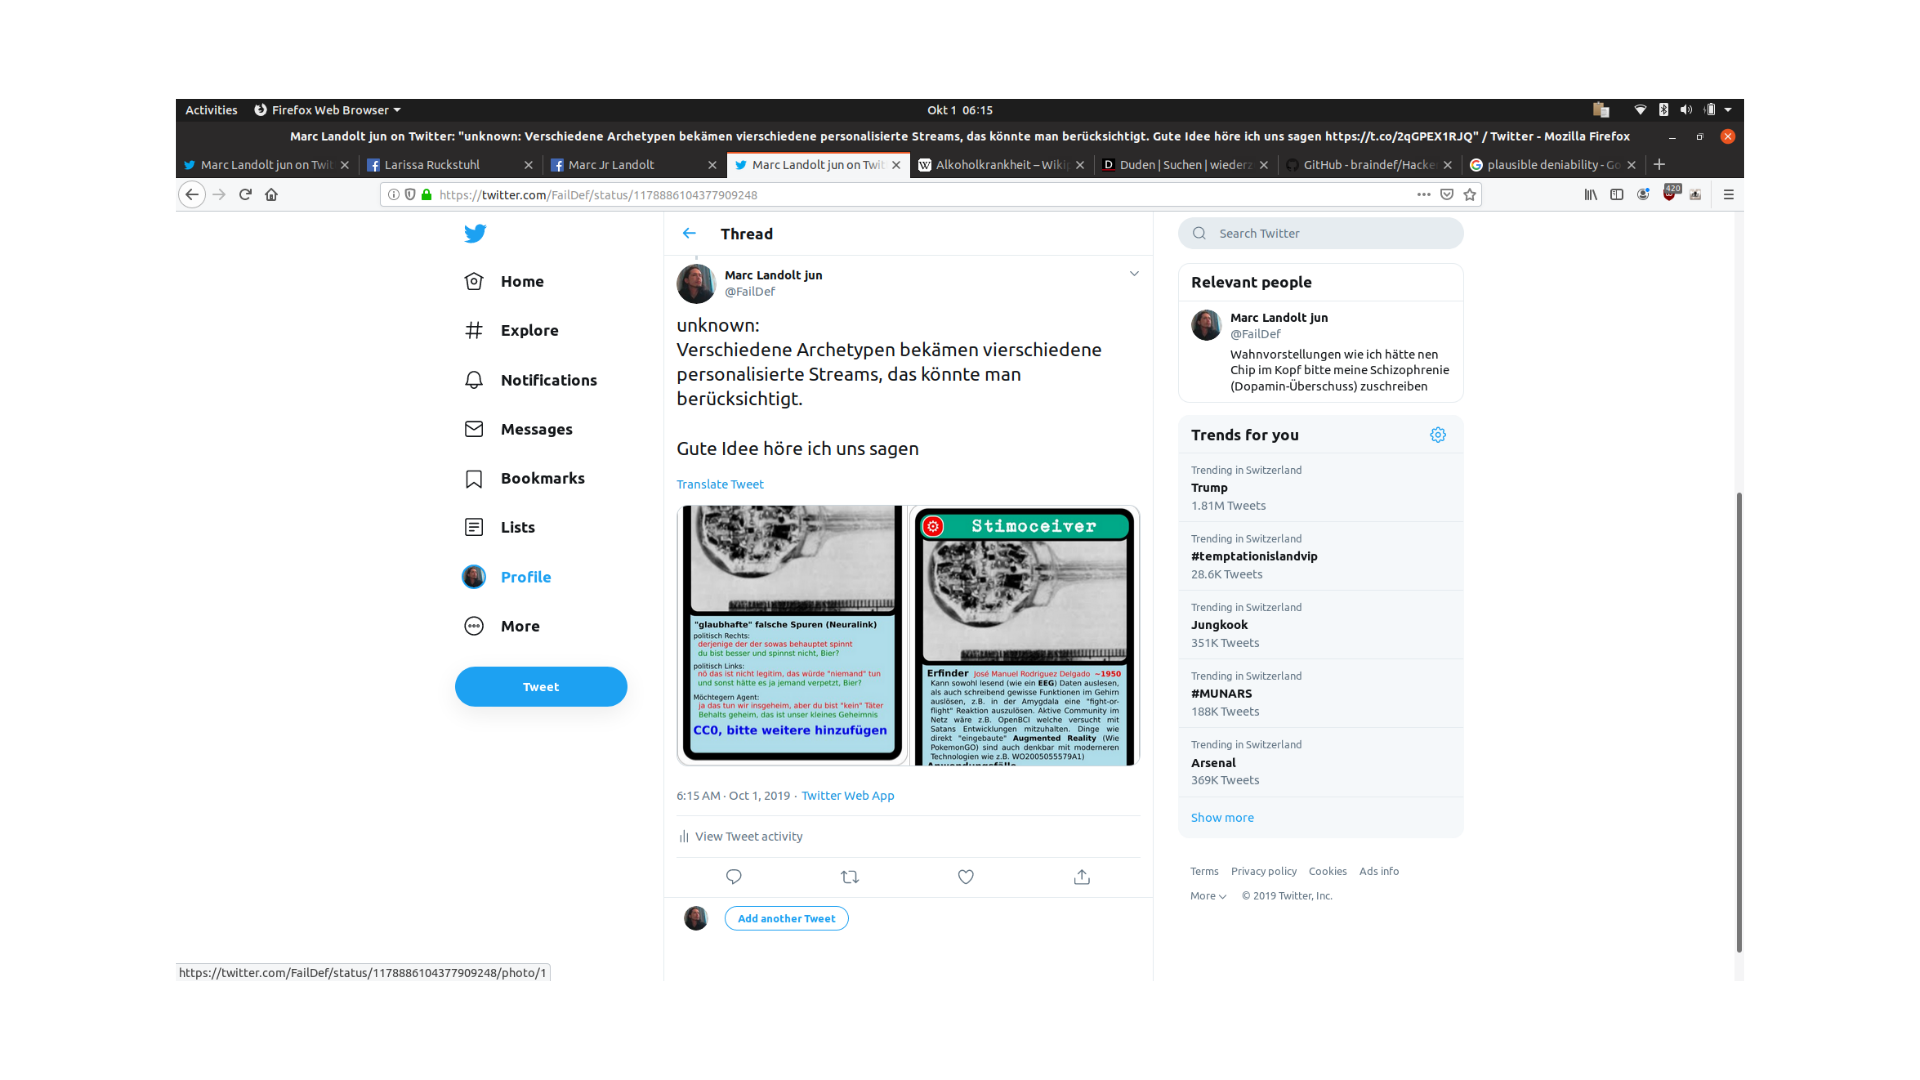 Activities
Firefox Web Browser
Okt 1 06:15
Marc Landolt jun on Twitter: "unknown: Verschiedene Archetypen bekämen vierschiedene personalisierte Streams, das könnte man berücksichtigt. Gute Idee höre ich uns sagen https://t.co/2qGPEX1RJQ" / Twitter - Mozilla Firefox
Marc Landolt jun on Twit
Larissa Ruckstuhl
Marc Jr Landolt
Marc Landolt jun on Twit
Alkoholkrankheit – Wikip
Duden | Suchen | wiederz
GitHub - braindef/Hacke
plausible deniability - Go
https://twitter.com/FailDef/status/1178886104377909248
420
Home
Explore
Notifications
Messages
Bookmarks
Lists
Profile
More
Tweet
Thread
Marc Landolt jun
@FailDef
unknown:
Verschiedene Archetypen bekämen vierschiedene
personalisierte Streams, das könnte man
berücksichtigt.
Gute Idee höre ich uns sagen
Translate Tweet
"glaubhafte" falsche Spuren (Neuralink)
politisch Rechts:
derjenige der der sowas behauptet spinnt
du bist besser und spinnst nicht, Bier?
politisch Links:
nö das ist nicht legitim, das würde "niemand" tun
und sonst hätte es ja jemand verpetzt, Bier?
Möchtegern Agent:
ja das tun wir insgeheim, aber du bist "kein" Täter
Behalts geheim, das ist unser kleines Geheimnis
CC0, bitte weitere hinzufügen
Stimoceiver
Erfinder José Manuel Rodriguez Delgado ~1950
Kann sowohl lesend (wie ein EEG) Daten auslesen,
als auch schreibend gewisse Funktionen im Gehirn
auslösen, z.B. in der Amygdala eine "fight-or-
flight" Reaktion auszulösen. Aktive Community im
Netz wäre z.B. OpenBCI welche versucht mit
Satans Entwicklungen mitzuhalten. Dinge wie
direkt "eingebaute" Augmented Reality (Wie
PokemonGO) sind auch denkbar mit moderneren
Technologien wie z.B. WO2005055579A1)
Anwendungsfälle
6:15 AM · Oct 1, 2019 · Twitter Web App
View Tweet activity
Add another Tweet
Search Twitter
Relevant people
Marc Landolt jun
@FailDef
Wahnvorstellungen wie ich hätte nen
Chip im Kopf bitte meine Schizophrenie
(Dopamin-Überschuss) zuschreiben
Trends for you
Trending in Switzerland
Trump
1.81M Tweets
Trending in Switzerland
#temptationislandvip
28.6K Tweets
Trending in Switzerland
Jungkook
351K Tweets
Trending in Switzerland
#MUNARS
188K Tweets
Trending in Switzerland
Arsenal
369K Tweets
Show more
Terms Privacy policy Cookies Ads info
More © 2019 Twitter, Inc.
https://twitter.com/FailDef/status/1178886104377909248/photo/1